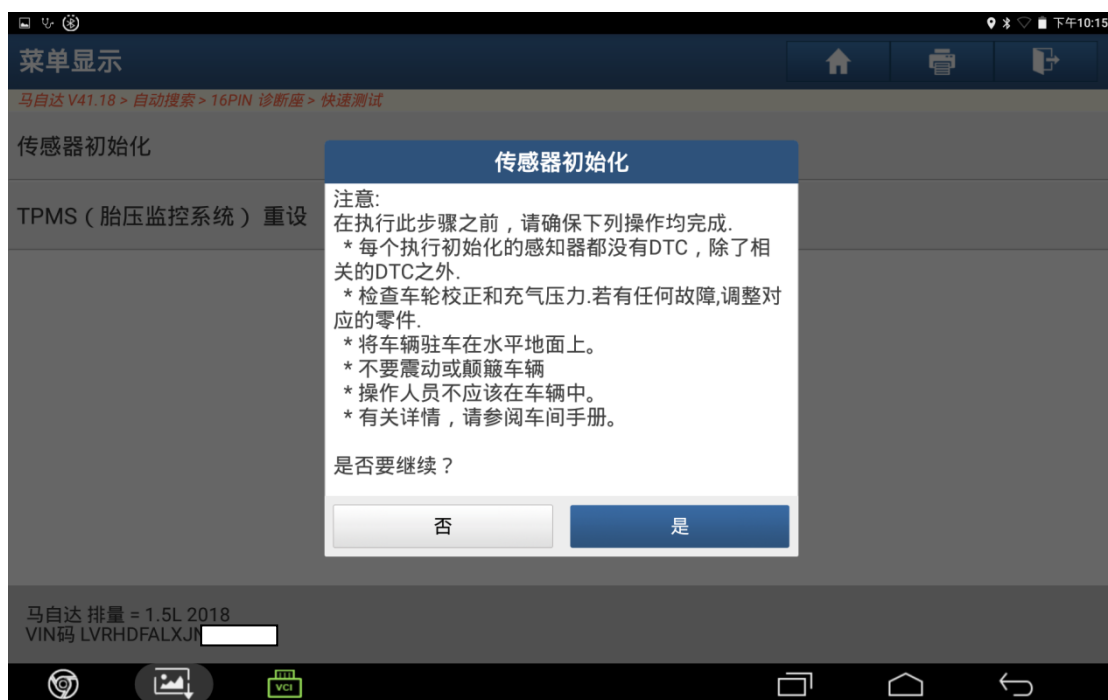 下午10:15
菜单显示
马自达 V41.18 > 自动搜索 > 16PIN 诊断座 > 快速测试
传感器初始化
TPMS（胎压监控系统） 重设
传感器初始化
注意:
在执行此步骤之前，请确保下列操作均完成.
* 每个执行初始化的感知器都没有DTC，除了相
关的DTC之外.
* 检查车轮校正和充气压力.若有任何故障,调整对
应的零件.
* 将车辆驻车在水平地面上。
* 不要震动或颠簸车辆
* 操作人员不应该在车辆中。
* 有关详情，请参阅车间手册。
是否要继续？
否
是
马自达 排量 = 1.5L 2018
VIN码 LVRHDFALXJ
VCI